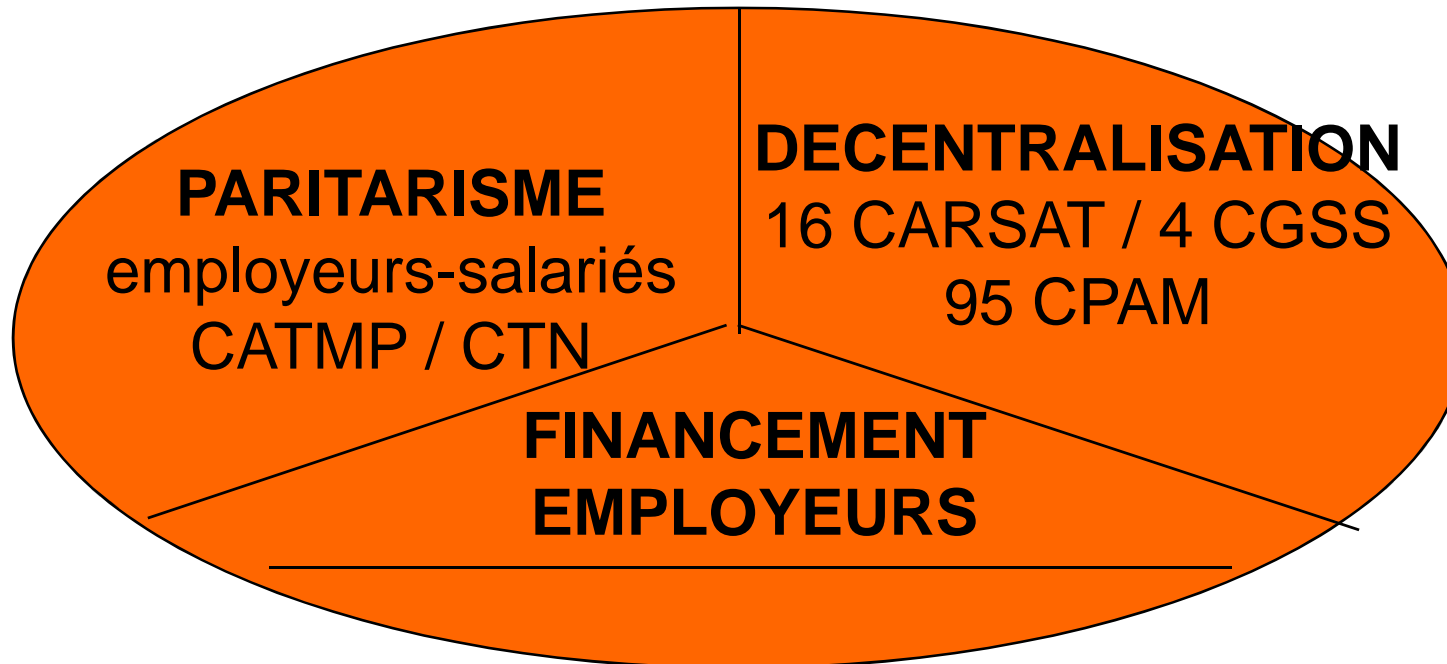 PARITARISME
employeurs-salariés
CATMP / CTN
DECENTRALISATION
16 CARSAT / 4 CGSS
95 CPAM
FINANCEMENT
EMPLOYEURS